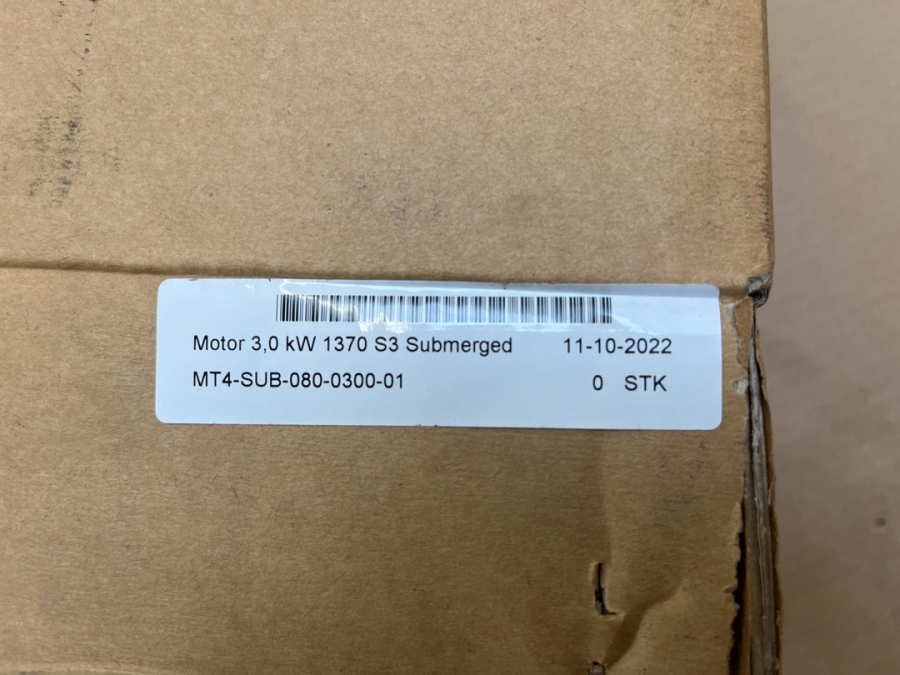 Motor 3,0 kW 1370 S3 Submerged 11-10-2022
MT4-SUB-080-0300-01 0 STK